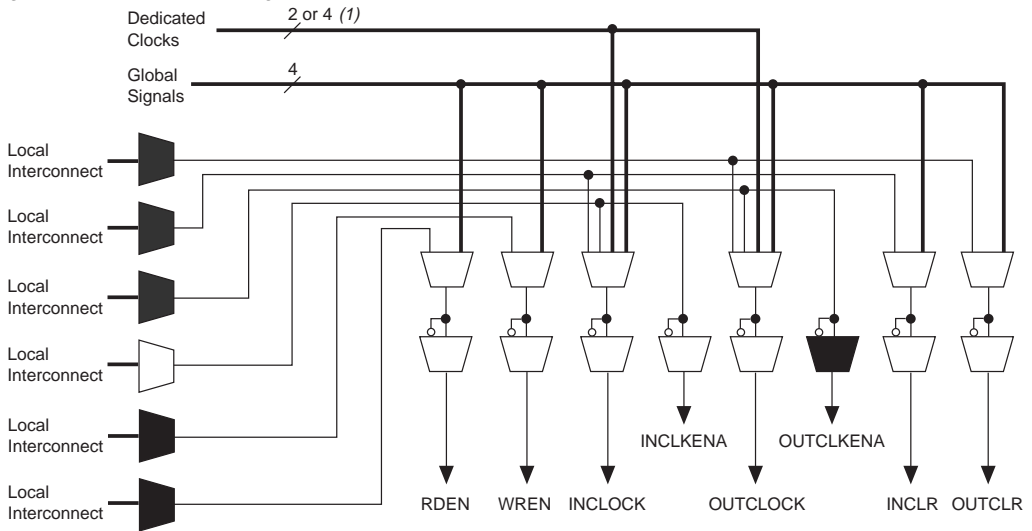 Dedicated
Clocks
2 or 4 (1)
Global
Signals
4
Local
Interconnect
Local
Interconnect
Local
Interconnect
Local
Interconnect
Local
Interconnect
Local
Interconnect
INCLKENA
OUTCLKENA
RDEN
WREN
INCLOCK
OUTCLOCK
INCLR
OUTCLR